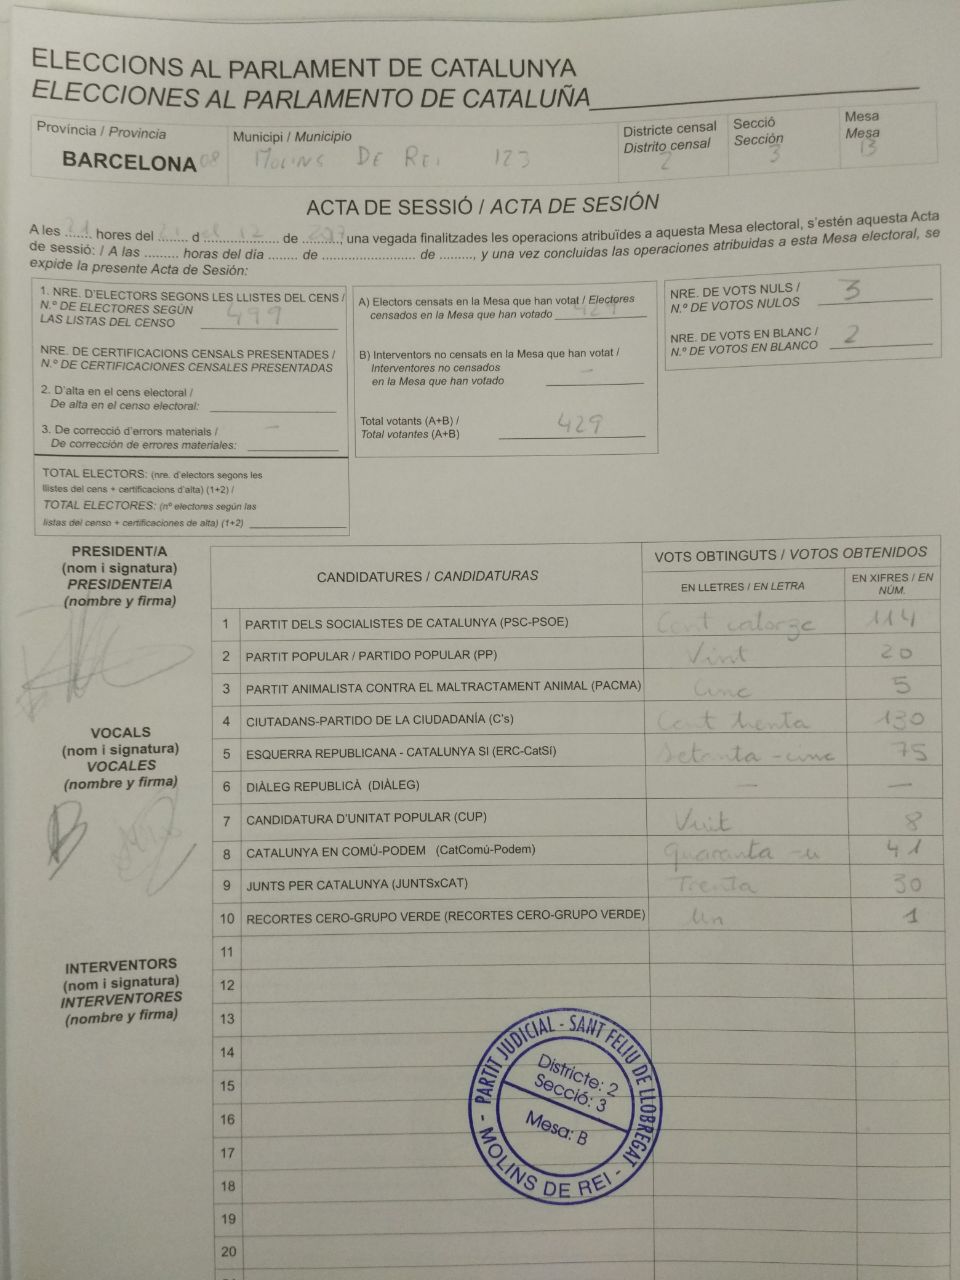 ELECCIONS AL PARLAMENT DE CATALUNYA
ELECCIONES AL PARLAMENTO DE CATALUÑA
Província / Provincia
BARCELONA 08
Municipi / Municipio
MOLINS DE REI 123
Districte censal
Distrito censal
2
Secció
Sección
3
Mesa
Mesa
B
ACTA DE SESSIÓ / ACTA DE SESIÓN
A les 21 hores del 21 d 12 de 2017, una vegada finalitzades les operacions atribuïdes a aquesta Mesa electoral, s'estén aquesta Acta
de sessió: / A las ......... horas del día ........ de ........................ de ........., y una vez concluidas las operaciones atribuidas a esta Mesa electoral, se
expide la presente Acta de Sesión:
1. NRE. D'ELECTORS SEGONS LES LLISTES DEL CENS /
N.º DE ELECTORES SEGÚN
LAS LISTAS DEL CENSO 499
NRE. DE CERTIFICACIONS CENSALS PRESENTADES /
N.º DE CERTIFICACIONES CENSALES PRESENTADAS
2. D'alta en el cens electoral /
De alta en el censo electoral:
3. De correcció d'errors materials /
De corrección de errores materiales: —
TOTAL ELECTORS: (nre. d'electors segons les
llistes del cens + certificacions d'alta) (1+2) /
TOTAL ELECTORES: (nº electores según las
listas del censo + certificaciones de alta) (1+2)
A) Electors censats en la Mesa que han votat / Electores
censados en la Mesa que han votado 429
B) Interventors no censats en la Mesa que han votat /
Interventores no censados
en la Mesa que han votado —
Total votants (A+B) /
Total votantes (A+B) 429
NRE. DE VOTS NULS /
N.º DE VOTOS NULOS 3
NRE. DE VOTS EN BLANC /
N.º DE VOTOS EN BLANCO 2
PRESIDENT/A
(nom i signatura)
PRESIDENTE/A
(nombre y firma)
VOCALS
(nom i signatura)
VOCALES
(nombre y firma)
INTERVENTORS
(nom i signatura)
INTERVENTORES
(nombre y firma)
CANDIDATURES / CANDIDATURAS
VOTS OBTINGUTS / VOTOS OBTENIDOS
EN LLETRES / EN LETRA
EN XIFRES / EN
NÚM.
1 PARTIT DELS SOCIALISTES DE CATALUNYA (PSC-PSOE) Cent catorze 114
2 PARTIT POPULAR / PARTIDO POPULAR (PP) Vint 20
3 PARTIT ANIMALISTA CONTRA EL MALTRACTAMENT ANIMAL (PACMA) Cinc 5
4 CIUTADANS-PARTIDO DE LA CIUDADANÍA (C's) Cent trenta 130
5 ESQUERRA REPUBLICANA - CATALUNYA SI (ERC-CatSí) Setanta-cinc 75
6 DIÀLEG REPUBLICÀ (DIÀLEG) — —
7 CANDIDATURA D'UNITAT POPULAR (CUP) Vuit 8
8 CATALUNYA EN COMÚ-PODEM (CatComú-Podem) Quaranta-u 41
9 JUNTS PER CATALUNYA (JUNTSxCAT) Trenta 30
10 RECORTES CERO-GRUPO VERDE (RECORTES CERO-GRUPO VERDE) Un 1
11
12
13
14
15
16
17
18
19
20
- PARTIT JUDICIAL - SANT FELIU DE LLOBREGAT
Districte: 2
Secció: 3
Mesa: B
- MOLINS DE REI -